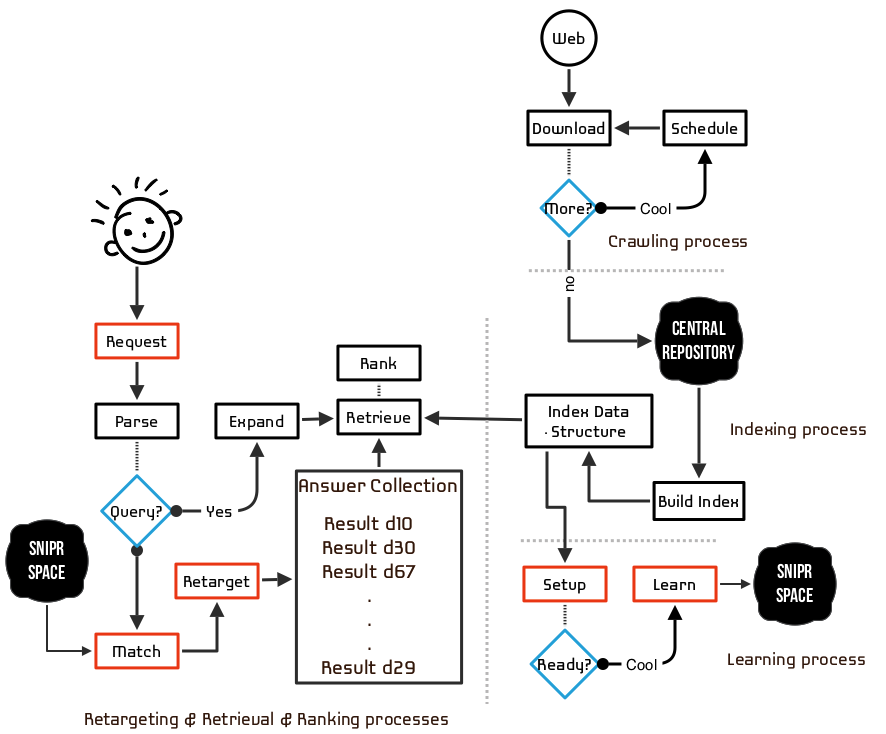 Web
Download
Schedule
More?
Cool
Crawling process
no
CENTRAL
REPOSITORY
Request
Rank
Parse
Expand
Retrieve
Index Data
. Structure
Indexing process
Answer Collection
Build Index
Query?
Yes
Result d10
Result d30
Result d67
.
.
.
Result d29
SNIPR
SPACE
Retarget
Match
Setup
Learn
SNIPR
SPACE
Ready?
Cool
Learning process
Retargeting & Retrieval & Ranking processes